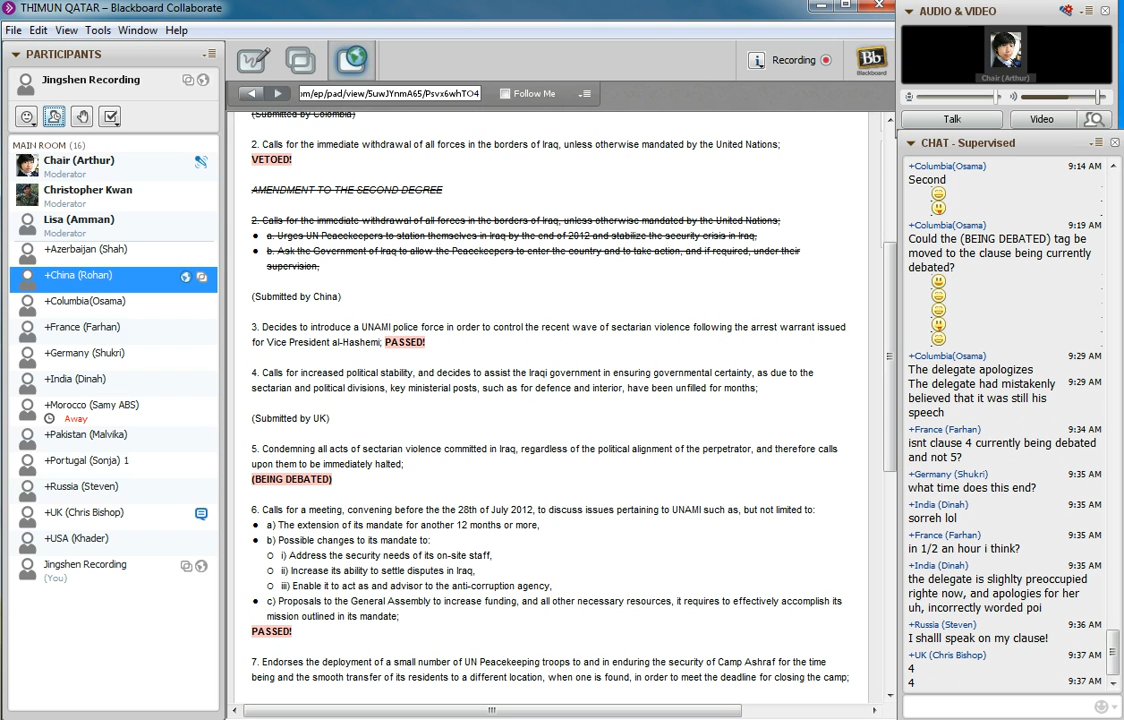 THIMUN QATAR – Blackboard Collaborate
File Edit View Tools Window Help
PARTICIPANTS
Jingshen Recording
MAIN ROOM (16)
Chair (Arthur)
Moderator
Christopher Kwan
Moderator
Lisa (Amman)
Moderator
+Azerbaijan (Shah)
+China (Rohan)
+Columbia(Osama)
+France (Farhan)
+Germany (Shukri)
+India (Dinah)
+Morocco (Samy ABS)
Away
+Pakistan (Malvika)
+Portugal (Sonja) 1
+Russia (Steven)
+UK (Chris Bishop)
+USA (Khader)
Jingshen Recording
(You)
Recording
Bb
Blackboard
om/ep/pad/view/5uwJYnmA65/Psvx6whTO4
Follow Me
(Submitted by Colombia)
2. Calls for the immediate withdrawal of all forces in the borders of Iraq, unless otherwise mandated by the United Nations;
VETOED!
AMENDMENT TO THE SECOND DEGREE
2. Calls for the immediate withdrawal of all forces in the borders of Iraq, unless otherwise mandated by the United Nations;
● a. Urges UN Peacekeepers to station themselves in Iraq by the end of 2012 and stabilize the security crisis in Iraq,
● b. Ask the Government of Iraq to allow the Peacekeepers to enter the country and to take action, and if required, under their
supervision,
(Submitted by China)
3. Decides to introduce a UNAMI police force in order to control the recent wave of sectarian violence following the arrest warrant issued
for Vice President al-Hashemi; PASSED!
4. Calls for increased political stability, and decides to assist the Iraqi government in ensuring governmental certainty, as due to the
sectarian and political divisions, key ministerial posts, such as for defence and interior, have been unfilled for months;
(Submitted by UK)
5. Condemning all acts of sectarian violence committed in Iraq, regardless of the political alignment of the perpetrator, and therefore calls
upon them to be immediately halted;
(BEING DEBATED)
6. Calls for a meeting, convening before the the 28th of July 2012, to discuss issues pertaining to UNAMI such as, but not limited to:
● a) The extension of its mandate for another 12 months or more,
● b) Possible changes to its mandate to:
○ i) Address the security needs of its on-site staff,
○ ii) Increase its ability to settle disputes in Iraq,
○ iii) Enable it to act as and advisor to the anti-corruption agency,
● c) Proposals to the General Assembly to increase funding, and all other necessary resources, it requires to effectively accomplish its
mission outlined in its mandate;
PASSED!
7. Endorses the deployment of a small number of UN Peacekeeping troops to and in enduring the security of Camp Ashraf for the time
being and the smooth transfer of its residents to a different location, when one is found, in order to meet the deadline for closing the camp;
AUDIO & VIDEO
Chair (Arthur)
Talk Video
CHAT - Supervised
+Columbia(Osama) 9:14 AM
Second
+Columbia(Osama) 9:19 AM
Could the (BEING DEBATED) tag be
moved to the clause being currently
debated?
+Columbia(Osama) 9:29 AM
The delegate apologizes
The delegate had mistakenly 9:29 AM
believed that it was still his
speech
+France (Farhan) 9:34 AM
isnt clause 4 currently being debated
and not 5?
+Germany (Shukri) 9:35 AM
what time does this end?
+India (Dinah) 9:35 AM
sorreh lol
+France (Farhan) 9:35 AM
in 1/2 an hour i think?
+India (Dinah) 9:35 AM
the delegate is slighlty preoccupied
righte now, and apologies for her
uh, incorrectly worded poi
+Russia (Steven) 9:36 AM
I shalll speak on my clause!
+UK (Chris Bishop) 9:37 AM
4
4 9:37 AM